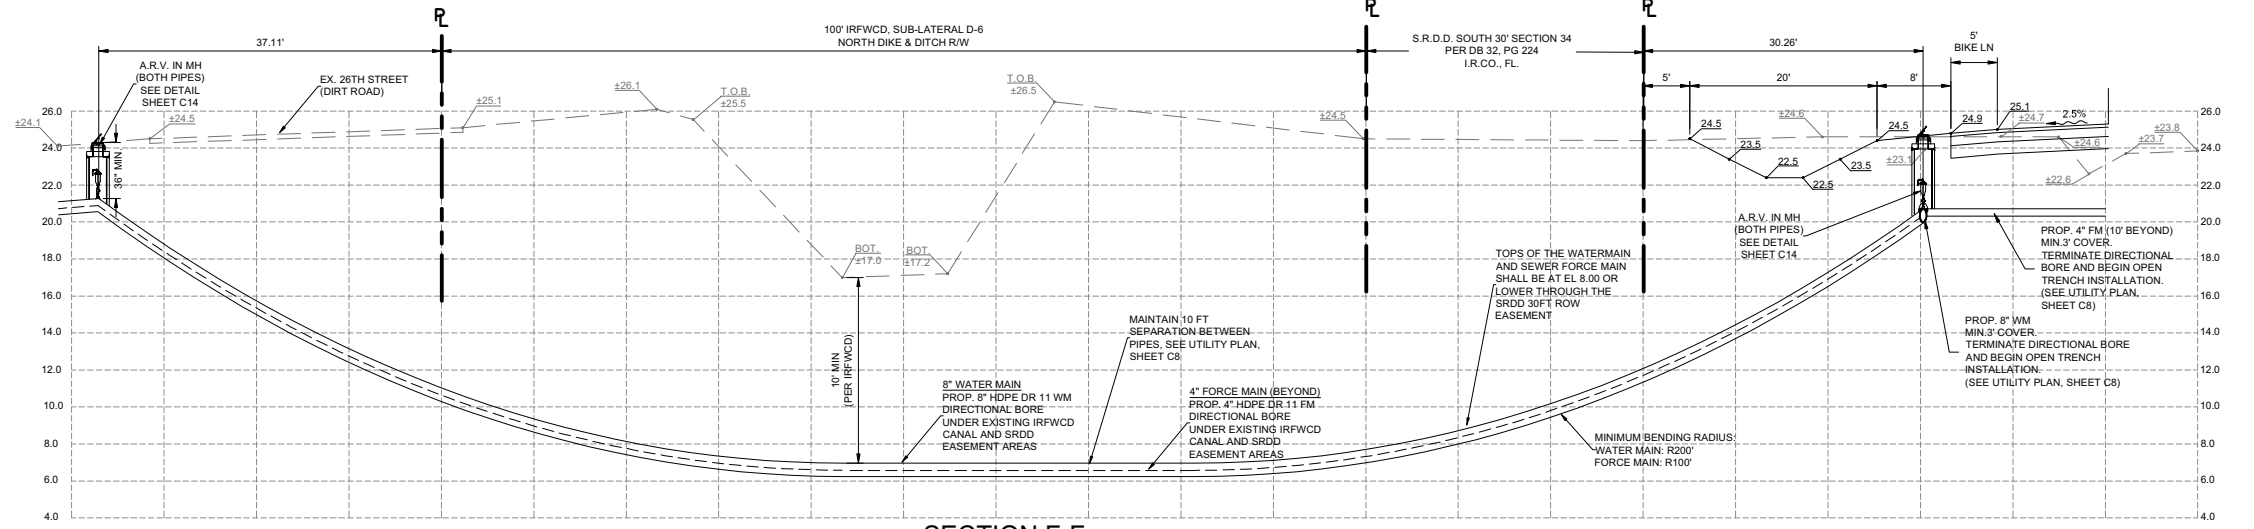 PL
PL
PL
37.11'
100' IRFWCD, SUB-LATERAL D-6
NORTH DIKE & DITCH R/W
S.R.D.D. SOUTH 30' SECTION 34
PER DB 32, PG 224
I.R.CO., FL.
30.26'
5'
BIKE LN
5'
20'
8'
A.R.V. IN MH
(BOTH PIPES)
SEE DETAIL
SHEET C14
EX. 26TH STREET
(DIRT ROAD)
±24.1
±24.5
±25.1
±26.1
T.O.B.
±25.5
T.O.B.
±26.5
±24.5
24.5
23.5
22.5
22.5
23.5
24.5
±24.6
±23.1
24.9
25.1
±24.7
2.5%
±24.6
±22.6
±23.7
±23.8
36" MIN
BOT.
±17.0
BOT.
±17.2
10' MIN
(PER IRFWCD)
8" WATER MAIN
PROP. 8" HDPE DR 11 WM
DIRECTIONAL BORE
UNDER EXISTING IRFWCD
CANAL AND SRDD
EASEMENT AREAS
MAINTAIN 10 FT
SEPARATION BETWEEN
PIPES, SEE UTILITY PLAN,
SHEET C8
4" FORCE MAIN (BEYOND)
PROP. 4" HDPE DR 11 FM
DIRECTIONAL BORE
UNDER EXISTING IRFWCD
CANAL AND SRDD
EASEMENT AREAS
TOPS OF THE WATERMAIN
AND SEWER FORCE MAIN
SHALL BE AT EL 8.00 OR
LOWER THROUGH THE
SRDD 30FT ROW
EASEMENT
MINIMUM BENDING RADIUS:
WATER MAIN: R200'
FORCE MAIN: R100'
A.R.V. IN MH
(BOTH PIPES)
SEE DETAIL
SHEET C14
PROP. 4" FM (10' BEYOND)
MIN.3' COVER.
TERMINATE DIRECTIONAL
BORE AND BEGIN OPEN
TRENCH INSTALLATION.
(SEE UTILITY PLAN,
SHEET C8)
PROP. 8" WM
MIN.3' COVER.
TERMINATE DIRECTIONAL BORE
AND BEGIN OPEN TRENCH
INSTALLATION.
(SEE UTILITY PLAN, SHEET C8)
26.0
24.0
22.0
20.0
18.0
16.0
14.0
12.0
10.0
8.0
6.0
4.0
26.0
24.0
22.0
20.0
18.0
16.0
14.0
12.0
10.0
8.0
6.0
4.0